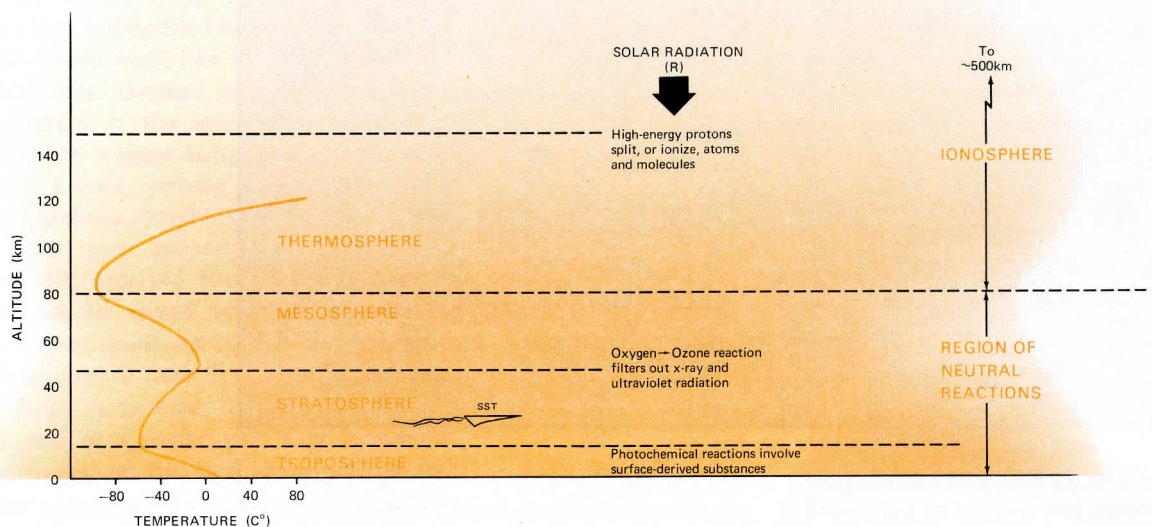 To
SOLAR RADIATION
~500km
(R)
140
High-energy protons
split, or ionize, atoms
and molecules
IONOSPHERE
120
THERMOSPHERE
100
ALTITUDE (km)
80
MESOSPHERE
60
Oxygen→Ozone reaction
filters out x-ray and
ultraviolet radiation
REGION OF
NEUTRAL
REACTIONS
40
STRATOSPHERE
SST
20
TROPOSPHERE
Photochemical reactions involve
surface-derived substances
0
−80 −40 0 40 80
TEMPERATURE (C°)